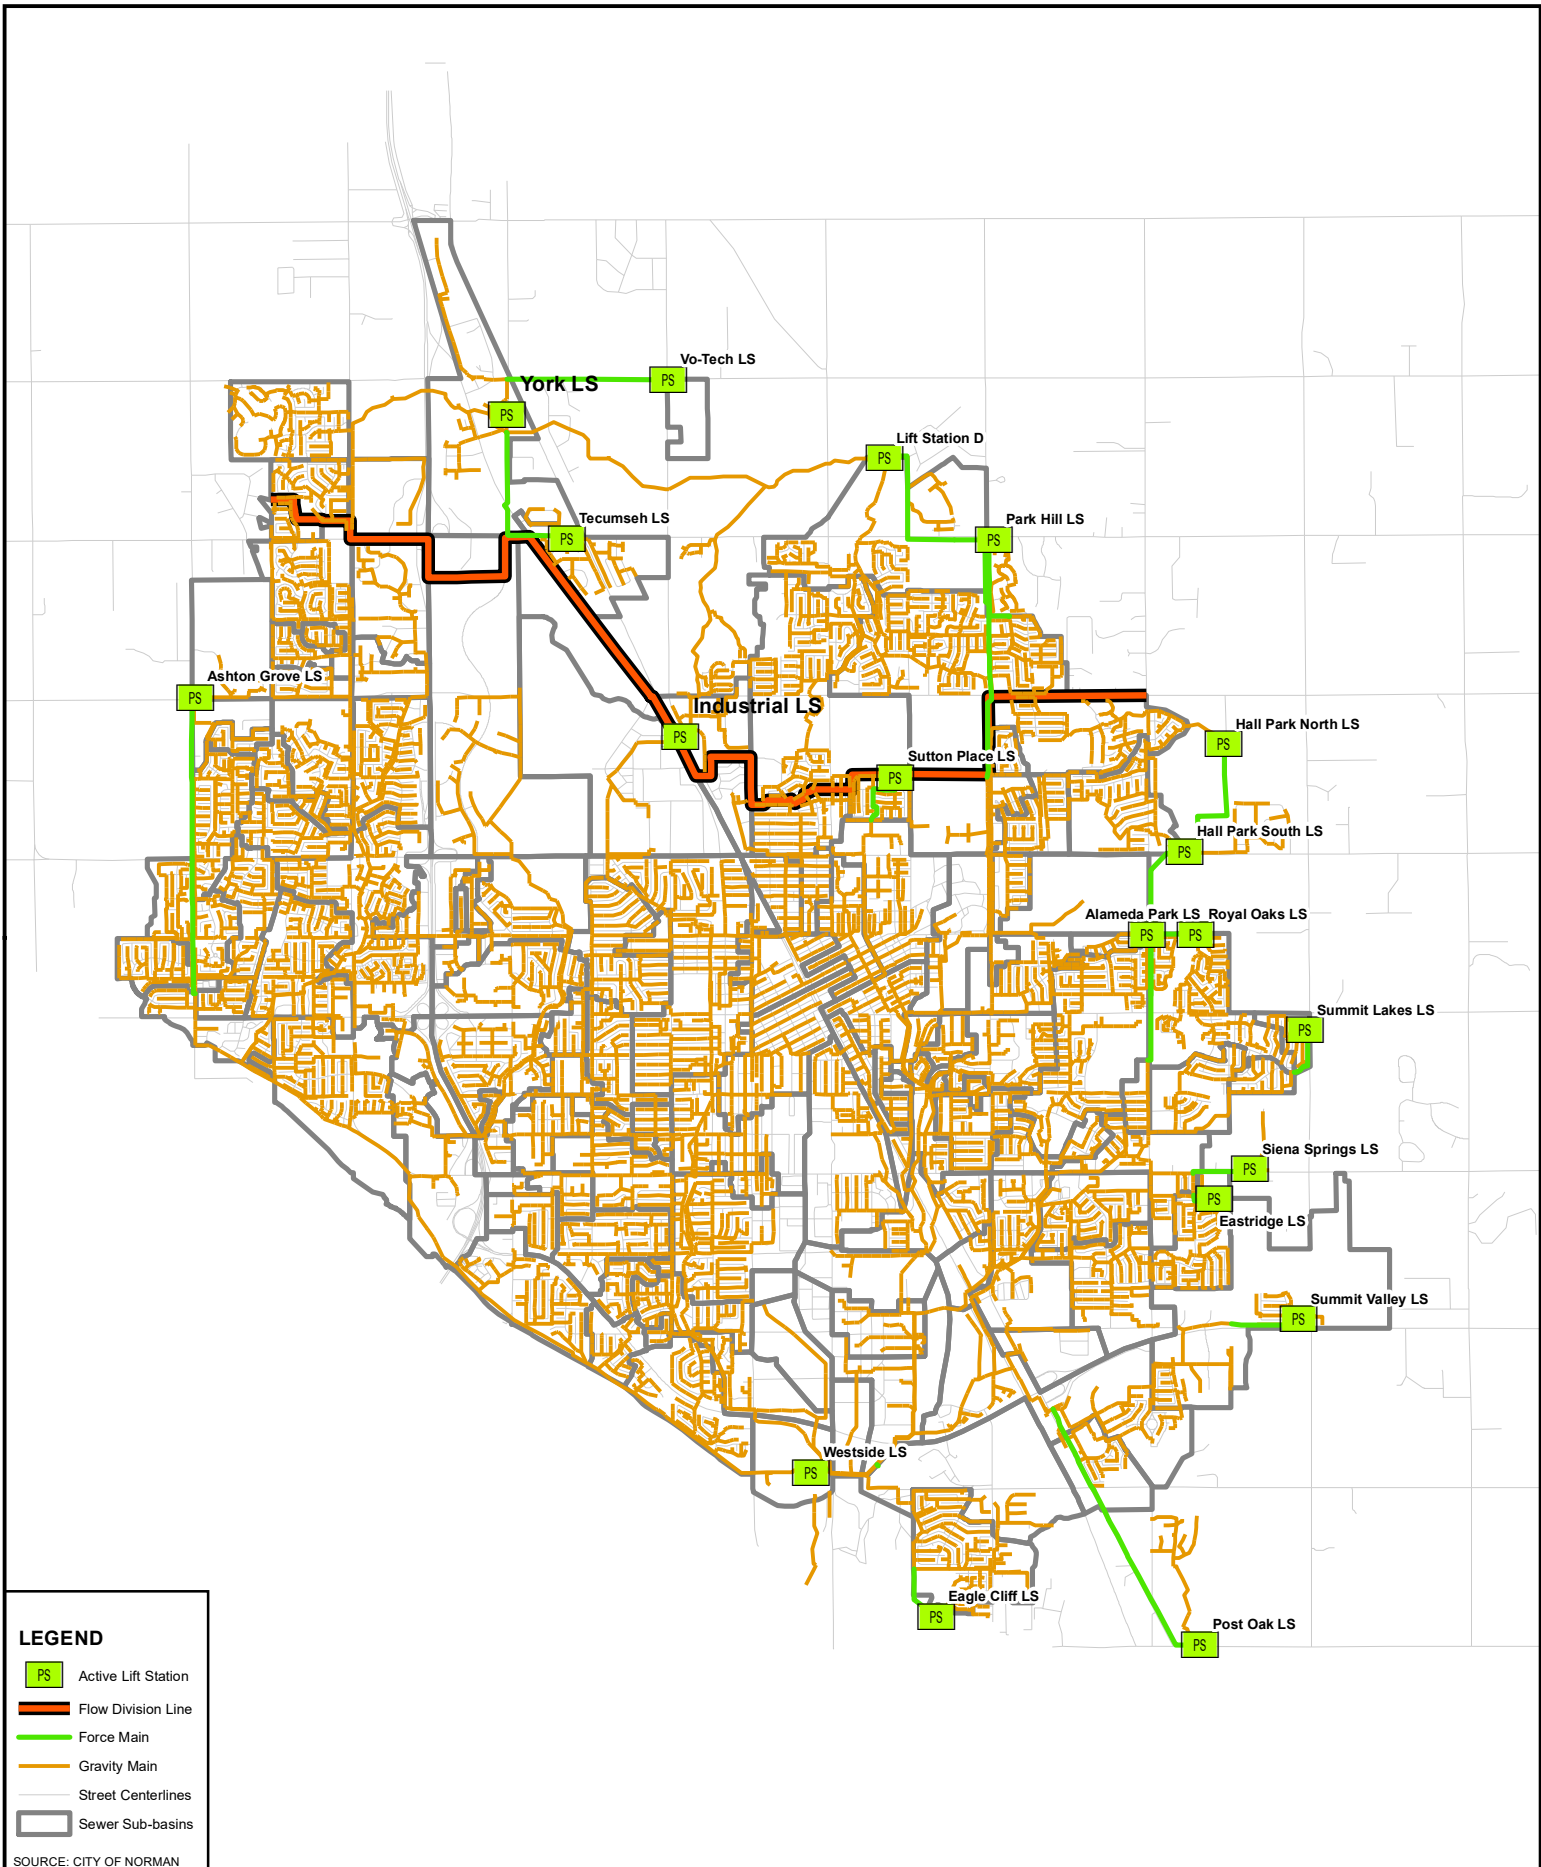 Vo-Tech LS
PS
York LS
PS
Lift Station D
PS
Tecumseh LS
PS
Park Hill LS
PS
Ashton Grove LS
PS
Industrial LS
PS
Hall Park North LS
PS
Sutton Place LS
PS
Hall Park South LS
PS
Alameda Park LS
Royal Oaks LS
PS
PS
Summit Lakes LS
PS
Siena Springs LS
PS
PS
Eastridge LS
Summit Valley LS
PS
Westside LS
PS
Eagle Cliff LS
PS
Post Oak LS
PS
LEGEND
PS Active Lift Station
Flow Division Line
Force Main
Gravity Main
Street Centerlines
Sewer Sub-basins
SOURCE: CITY OF NORMAN